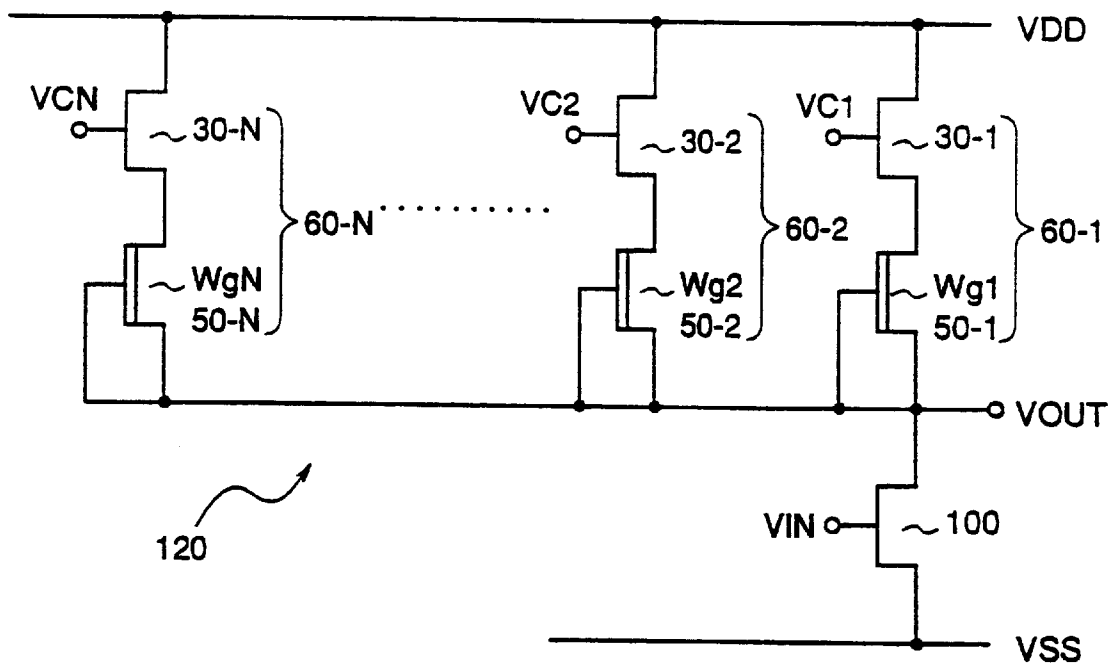 VDD
VCN
VC2
VC1
30-N
30-2
30-1
60-N
60-2
60-1
WgN
50-N
Wg2
50-2
Wg1
50-1
VOUT
VIN
100
120
VSS